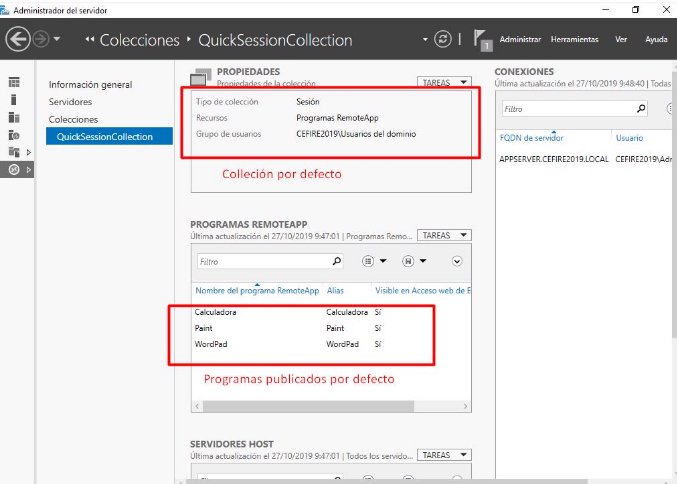 Administrador del servidor
Colecciones
QuickSessionCollection
1
Administrar
Herramientas
Ver
Ayuda
Información general
Servidores
Colecciones
QuickSessionCollection
PROPIEDADES
Propiedades de la colección
TAREAS
Tipo de colección Sesión
Recursos Programas RemoteApp
Grupo de usuarios CEFIRE2019\Usuarios del dominio
Colleción por defecto
PROGRAMAS REMOTEAPP
Última actualización el 27/10/2019 9:47:01 | Programas Remo...
TAREAS
Filtro
Nombre del programa RemoteApp Alias Visible en Acceso web de E
Calculadora Calculadora Sí
Paint Paint Sí
WordPad WordPad Sí
Programas publicados por defecto
SERVIDORES HOST
Última actualización el 27/10/2019 9:47:01 | Todos los servido...
TAREAS
CONEXIONES
Última actualización el 27/10/2019 9:48:40 | Todas
Filtro
FQDN de servidor Usuario
APPSERVER.CEFIRE2019.LOCAL CEFIRE2019\Adr